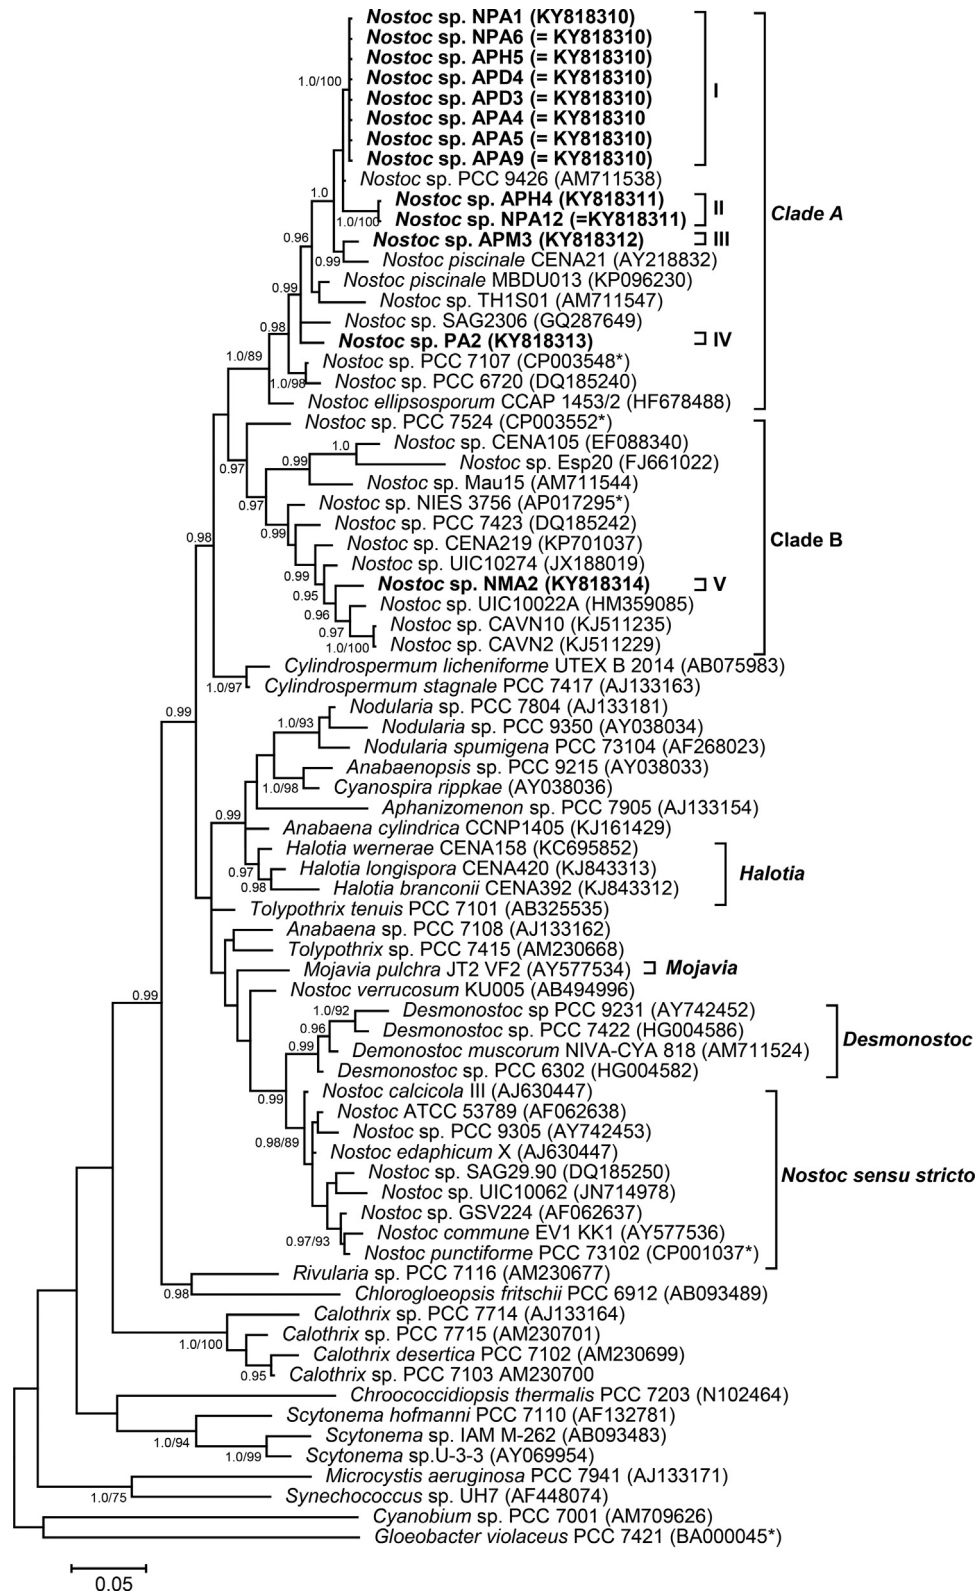 Nostoc sp. NPA1 (KY818310)
Nostoc sp. NPA6 (= KY818310)
Nostoc sp. APH5 (= KY818310)
1.0/100
Nostoc sp. APD4 (= KY818310)
Nostoc sp. APD3 (= KY818310)
I
Nostoc sp. APA4 (= KY818310
Nostoc sp. APA5 (= KY818310)
Nostoc sp. APA9 (= KY818310)
Nostoc sp. PCC 9426 (AM711538)
1.0
Nostoc sp. APH4 (KY818311)
II
Clade A
1.0/100
Nostoc sp. NPA12 (=KY818311)
0.96
Nostoc sp. APM3 (KY818312)
III
0.99
Nostoc piscinale CENA21 (AY218832)
Nostoc piscinale MBDU013 (KP096230)
0.99
Nostoc sp. TH1S01 (AM711547)
Nostoc sp. SAG2306 (GQ287649)
0.98
Nostoc sp. PA2 (KY818313)
IV
1.0/89
Nostoc sp. PCC 7107 (CP003548*)
1.0/98
Nostoc sp. PCC 6720 (DQ185240)
Nostoc ellipsosporum CCAP 1453/2 (HF678488)
Nostoc sp. PCC 7524 (CP003552*)
1.0
Nostoc sp. CENA105 (EF088340)
0.97
0.99
Nostoc sp. Esp20 (FJ661022)
Nostoc sp. Mau15 (AM711544)
0.97
Nostoc sp. NIES 3756 (AP017295*)
Nostoc sp. PCC 7423 (DQ185242)
0.99
0.98
Nostoc sp. CENA219 (KP701037)
Clade B
Nostoc sp. UIC10274 (JX188019)
0.99
Nostoc sp. NMA2 (KY818314)
V
0.95
Nostoc sp. UIC10022A (HM359085)
0.96
Nostoc sp. CAVN10 (KJ511235)
0.97
Nostoc sp. CAVN2 (KJ511229)
1.0/100
Cylindrospermum licheniforme UTEX B 2014 (AB075983)
1.0/97
Cylindrospermum stagnale PCC 7417 (AJ133163)
Nodularia sp. PCC 7804 (AJ133181)
0.99
1.0/93
Nodularia sp. PCC 9350 (AY038034)
Nodularia spumigena PCC 73104 (AF268023)
Anabaenopsis sp. PCC 9215 (AY038033)
1.0/98
Cyanospira rippkae (AY038036)
Aphanizomenon sp. PCC 7905 (AJ133154)
0.99
Anabaena cylindrica CCNP1405 (KJ161429)
Halotia wernerae CENA158 (KC695852)
0.97
Halotia longispora CENA420 (KJ843313)
Halotia
0.98
Halotia branconii CENA392 (KJ843312)
Tolypothrix tenuis PCC 7101 (AB325535)
Anabaena sp. PCC 7108 (AJ133162)
Tolypothrix sp. PCC 7415 (AM230668)
Mojavia pulchra JT2 VF2 (AY577534)
Mojavia
0.99
Nostoc verrucosum KU005 (AB494996)
1.0/92
Desmonostoc sp PCC 9231 (AY742452)
0.96
Desmonostoc sp. PCC 7422 (HG004586)
0.99
Demonostoc muscorum NIVA-CYA 818 (AM711524)
Desmonostoc
Desmonostoc sp. PCC 6302 (HG004582)
0.99
Nostoc calcicola III (AJ630447)
Nostoc ATCC 53789 (AF062638)
0.98/89
Nostoc sp. PCC 9305 (AY742453)
Nostoc edaphicum X (AJ630447)
Nostoc sp. SAG29.90 (DQ185250)
Nostoc sensu stricto
Nostoc sp. UIC10062 (JN714978)
Nostoc sp. GSV224 (AF062637)
Nostoc commune EV1 KK1 (AY577536)
0.97/93
Nostoc punctiforme PCC 73102 (CP001037*)
Rivularia sp. PCC 7116 (AM230677)
0.98
Chlorogloeopsis fritschii PCC 6912 (AB093489)
Calothrix sp. PCC 7714 (AJ133164)
Calothrix sp. PCC 7715 (AM230701)
1.0/100
Calothrix desertica PCC 7102 (AM230699)
0.95
Calothrix sp. PCC 7103 AM230700
Chroococcidiopsis thermalis PCC 7203 (N102464)
Scytonema hofmanni PCC 7110 (AF132781)
1.0/94
Scytonema sp. IAM M-262 (AB093483)
1.0/99
Scytonema sp.U-3-3 (AY069954)
Microcystis aeruginosa PCC 7941 (AJ133171)
1.0/75
Synechococcus sp. UH7 (AF448074)
Cyanobium sp. PCC 7001 (AM709626)
Gloeobacter violaceus PCC 7421 (BA000045*)
0.05